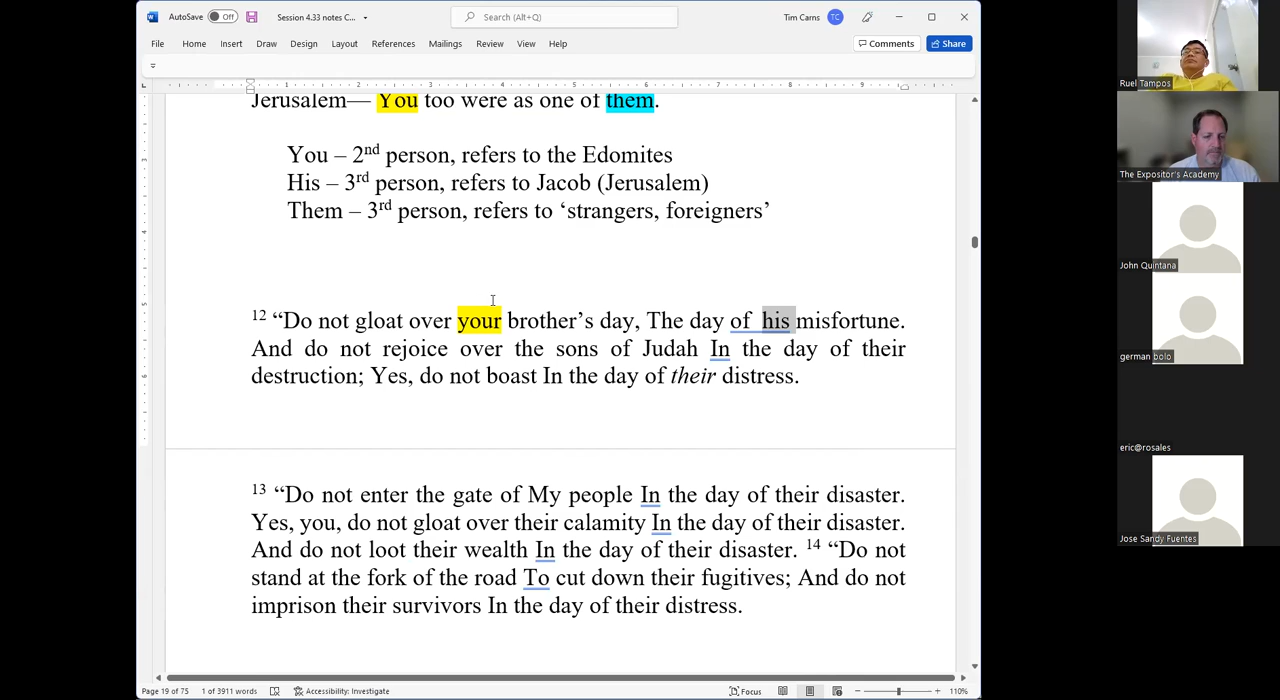 AutoSave Off Session 4.33 notes C... Search (Alt+Q) Tim Carns TC
File Home Insert Draw Design Layout References Mailings Review View Help Comments Share
1 2 3 4 5 6 7 8 9
Jerusalem— You too were as one of them.
You – 2nd person, refers to the Edomites
His – 3rd person, refers to Jacob (Jerusalem)
Them – 3rd person, refers to ‘strangers, foreigners’
12 “Do not gloat over your brother’s day, The day of his misfortune.
And do not rejoice over the sons of Judah In the day of their
destruction; Yes, do not boast In the day of their distress.
13 “Do not enter the gate of My people In the day of their disaster.
Yes, you, do not gloat over their calamity In the day of their disaster.
And do not loot their wealth In the day of their disaster. 14 “Do not
stand at the fork of the road To cut down their fugitives; And do not
imprison their survivors In the day of their distress.
Page 19 of 75 1 of 3911 words Accessibility: Investigate Focus 110%
Ruel Tampos
The Expositor's Academy
John Quintana
german bolo
eric@rosales
Jose Sandy Fuentes